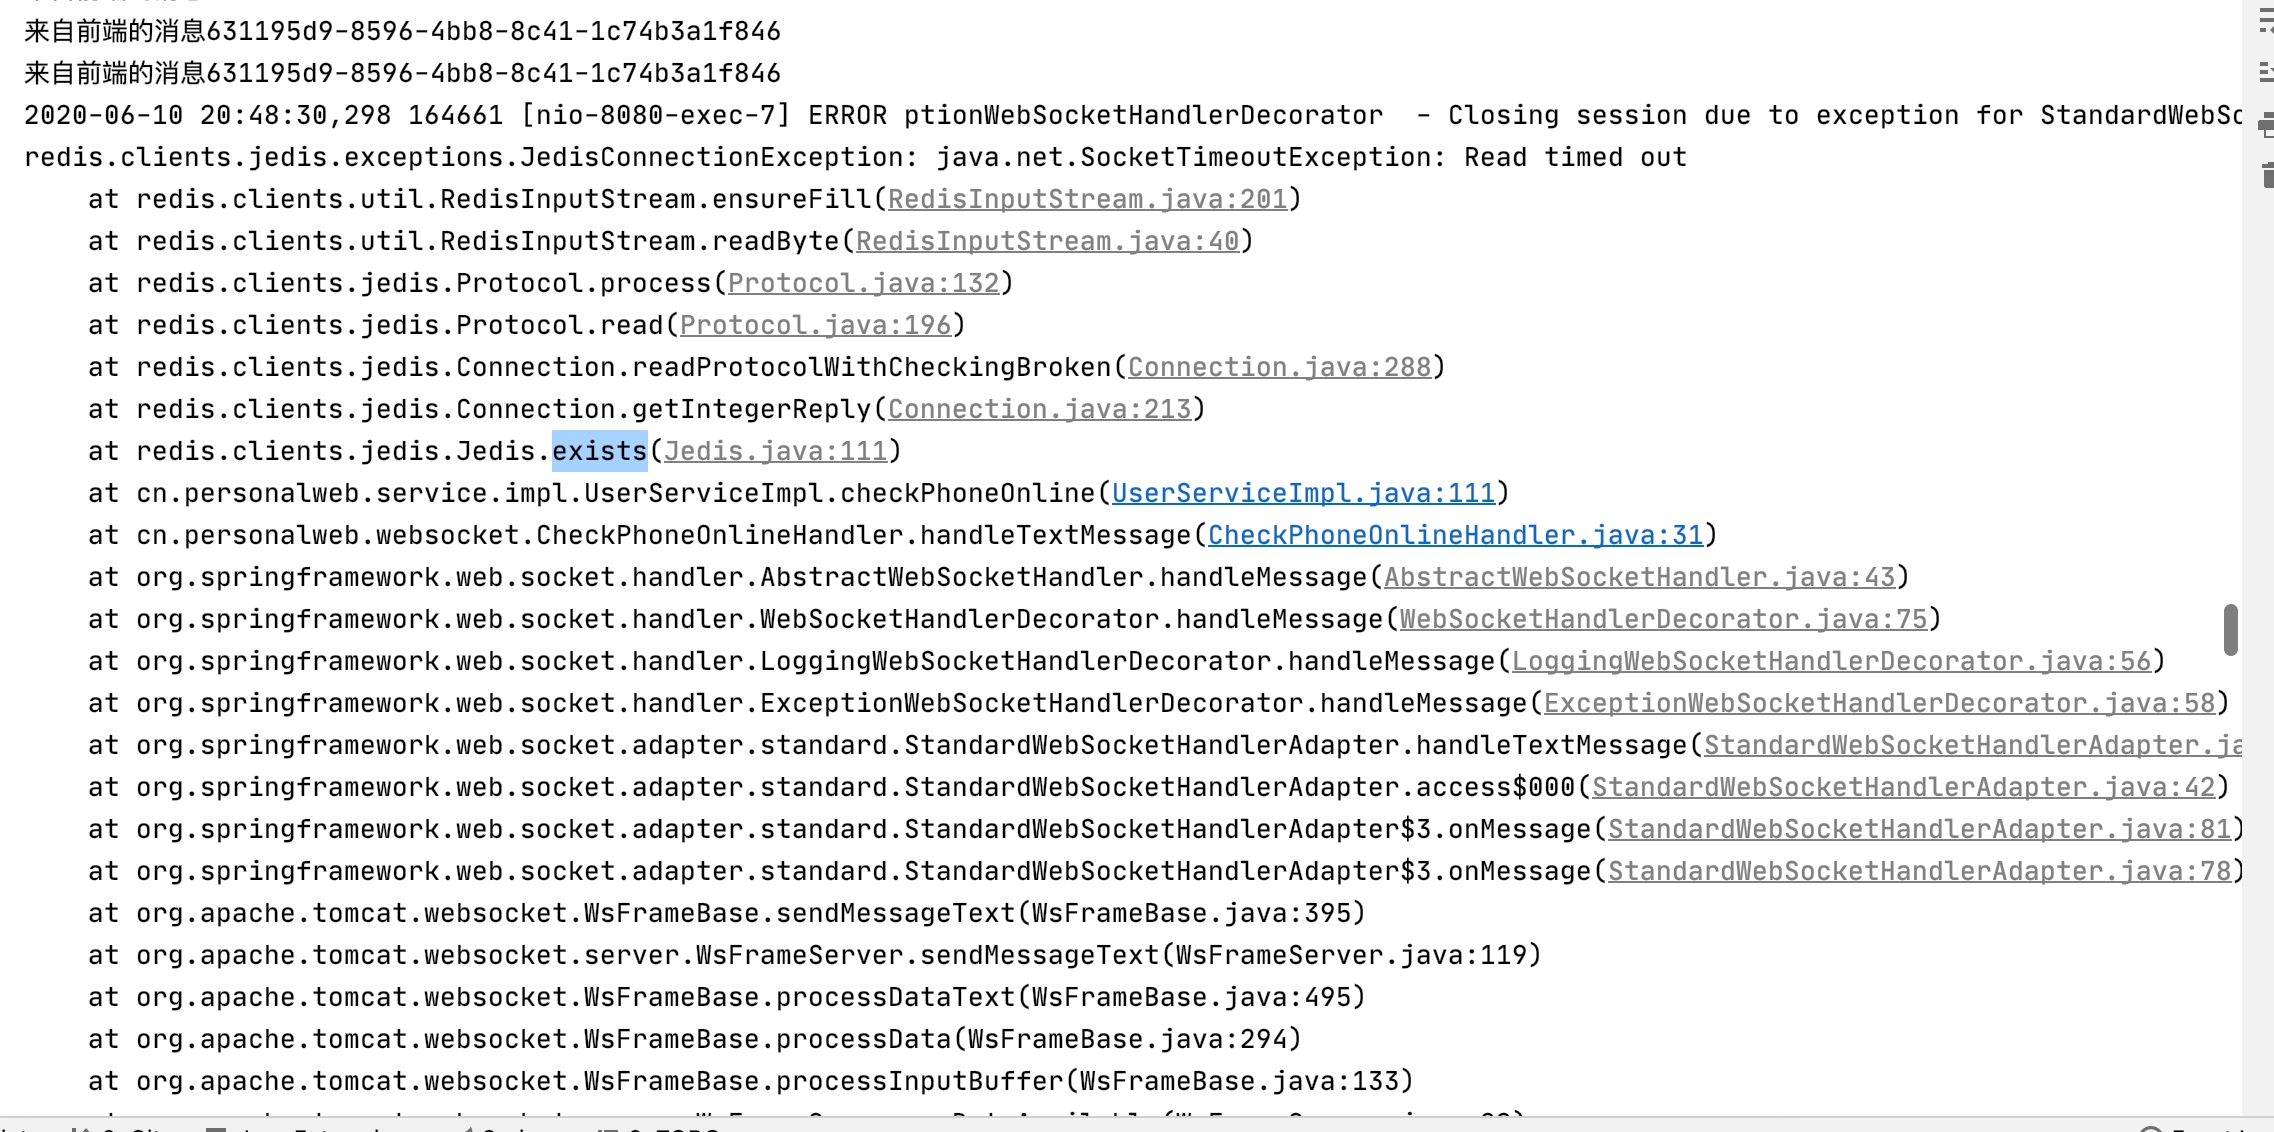 来自前端的消息631195d9-8596-4bb8-8c41-1c74b3a1f846
来自前端的消息631195d9-8596-4bb8-8c41-1c74b3a1f846
2020-06-10 20:48:30,298 164661 [nio-8080-exec-7] ERROR ptionWebSocketHandlerDecorator  - Closing session due to exception for StandardWebSo
redis.clients.jedis.exceptions.JedisConnectionException: java.net.SocketTimeoutException: Read timed out
    at redis.clients.util.RedisInputStream.ensureFill(RedisInputStream.java:201)
    at redis.clients.util.RedisInputStream.readByte(RedisInputStream.java:40)
    at redis.clients.jedis.Protocol.process(Protocol.java:132)
    at redis.clients.jedis.Protocol.read(Protocol.java:196)
    at redis.clients.jedis.Connection.readProtocolWithCheckingBroken(Connection.java:288)
    at redis.clients.jedis.Connection.getIntegerReply(Connection.java:213)
    at redis.clients.jedis.Jedis.exists(Jedis.java:111)
    at cn.personalweb.service.impl.UserServiceImpl.checkPhoneOnline(UserServiceImpl.java:111)
    at cn.personalweb.websocket.CheckPhoneOnlineHandler.handleTextMessage(CheckPhoneOnlineHandler.java:31)
    at org.springframework.web.socket.handler.AbstractWebSocketHandler.handleMessage(AbstractWebSocketHandler.java:43)
    at org.springframework.web.socket.handler.WebSocketHandlerDecorator.handleMessage(WebSocketHandlerDecorator.java:75)
    at org.springframework.web.socket.handler.LoggingWebSocketHandlerDecorator.handleMessage(LoggingWebSocketHandlerDecorator.java:56)
    at org.springframework.web.socket.handler.ExceptionWebSocketHandlerDecorator.handleMessage(ExceptionWebSocketHandlerDecorator.java:58)
    at org.springframework.web.socket.adapter.standard.StandardWebSocketHandlerAdapter.handleTextMessage(StandardWebSocketHandlerAdapter.ja
    at org.springframework.web.socket.adapter.standard.StandardWebSocketHandlerAdapter.access$000(StandardWebSocketHandlerAdapter.java:42)
    at org.springframework.web.socket.adapter.standard.StandardWebSocketHandlerAdapter$3.onMessage(StandardWebSocketHandlerAdapter.java:81)
    at org.springframework.web.socket.adapter.standard.StandardWebSocketHandlerAdapter$3.onMessage(StandardWebSocketHandlerAdapter.java:78)
    at org.apache.tomcat.websocket.WsFrameBase.sendMessageText(WsFrameBase.java:395)
    at org.apache.tomcat.websocket.server.WsFrameServer.sendMessageText(WsFrameServer.java:119)
    at org.apache.tomcat.websocket.WsFrameBase.processDataText(WsFrameBase.java:495)
    at org.apache.tomcat.websocket.WsFrameBase.processData(WsFrameBase.java:294)
    at org.apache.tomcat.websocket.WsFrameBase.processInputBuffer(WsFrameBase.java:133)